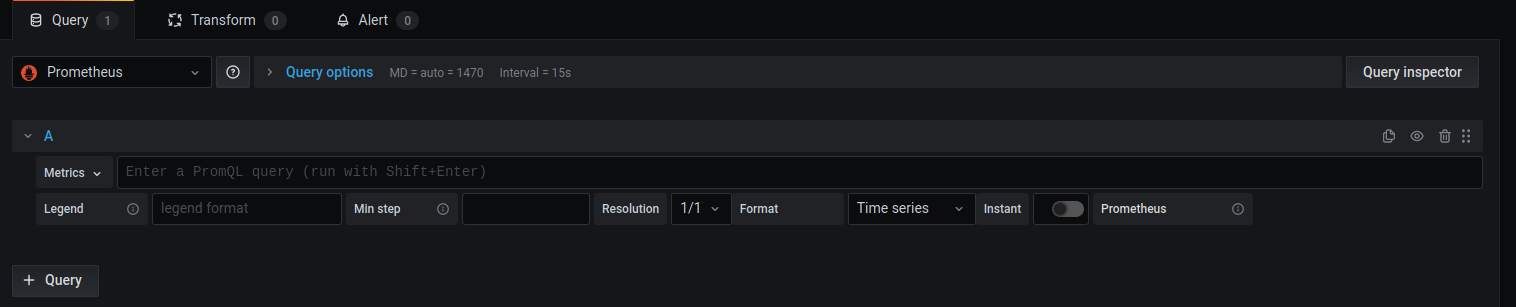 Query 1 Transform 0 Alert 0
Prometheus Query options MD = auto = 1470 Interval = 15s Query inspector
A
Metrics Enter a PromQL query (run with Shift+Enter)
Legend legend format Min step Resolution 1/1 Format Time series Instant Prometheus
+ Query